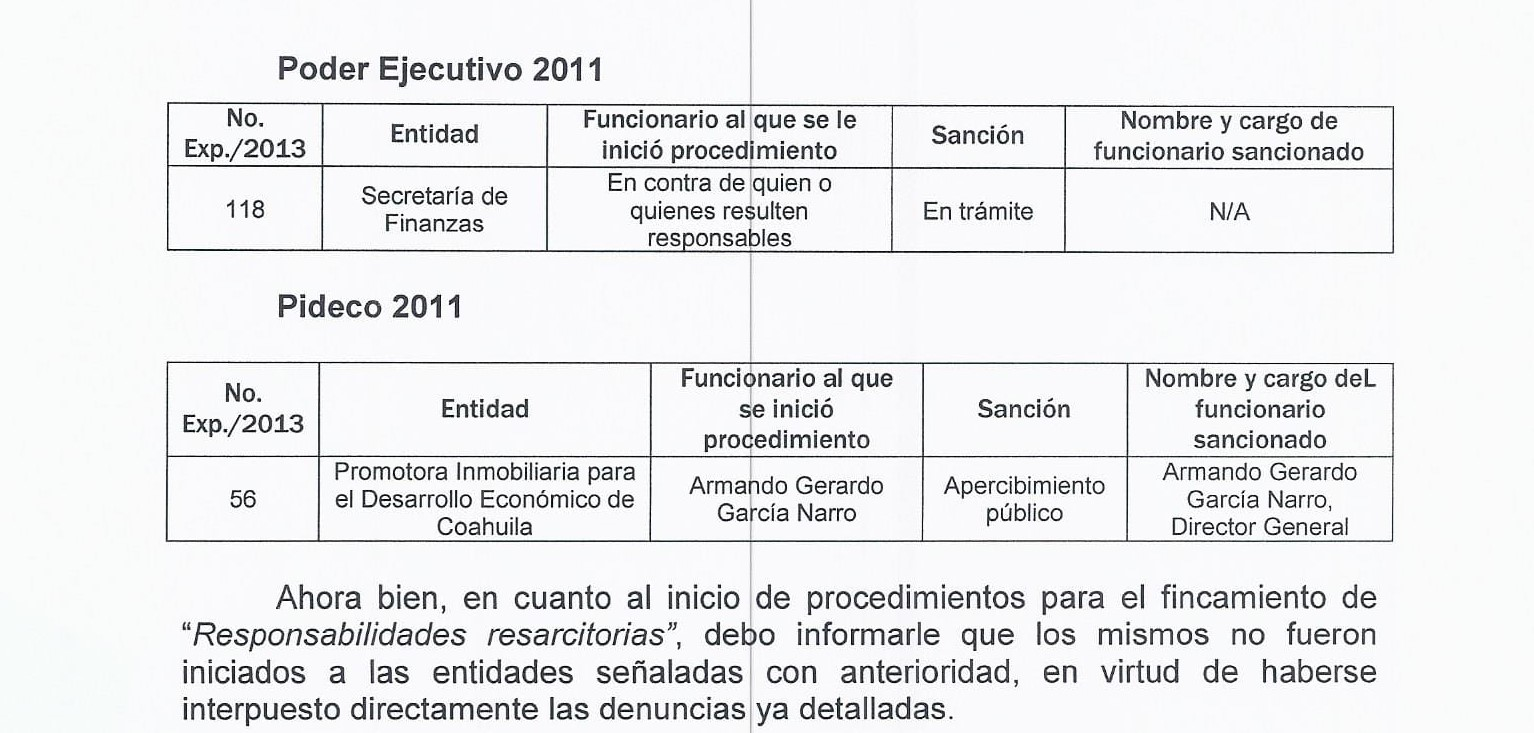 Poder Ejecutivo 2011
No. Exp./2013 Entidad Funcionario al que se le inició procedimiento Sanción Nombre y cargo de funcionario sancionado
118 Secretaría de Finanzas En contra de quien o quienes resulten responsables En trámite N/A
Pideco 2011
No. Exp./2013 Entidad Funcionario al que se inició procedimiento Sanción Nombre y cargo deL funcionario sancionado
56 Promotora Inmobiliaria para el Desarrollo Económico de Coahuila Armando Gerardo García Narro Apercibimiento público Armando Gerardo García Narro, Director General
Ahora bien, en cuanto al inicio de procedimientos para el fincamiento de
“Responsabilidades resarcitorias”, debo informarle que los mismos no fueron
iniciados a las entidades señaladas con anterioridad, en virtud de haberse
interpuesto directamente las denuncias ya detalladas.